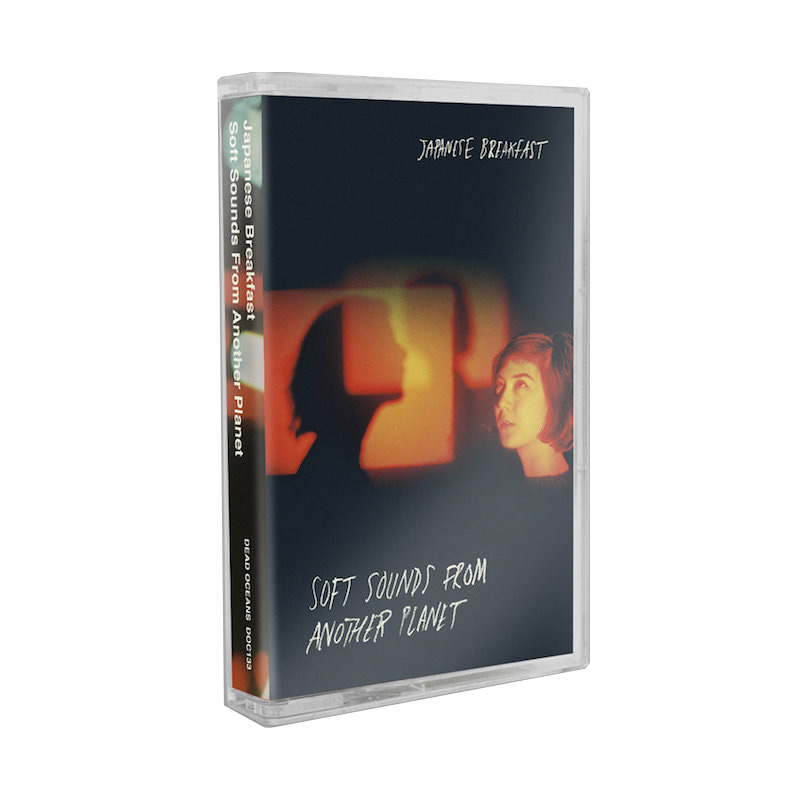 Japanese Breakfast
Soft Sounds From Another Planet
DEAD OCEANS DOC133
JAPANESE BREAKFAST
SOFT SOUNDS FROM
ANOTHER PLANET